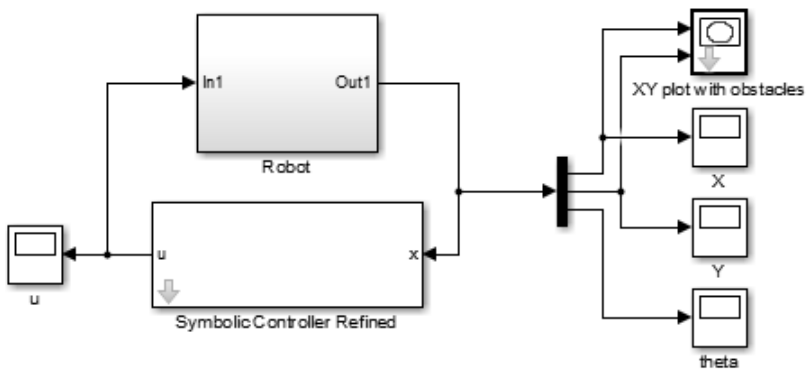 In1
Out1
Robot
XY plot with obstacles
X
u
x
Symbolic Controller Refined
u
Y
theta